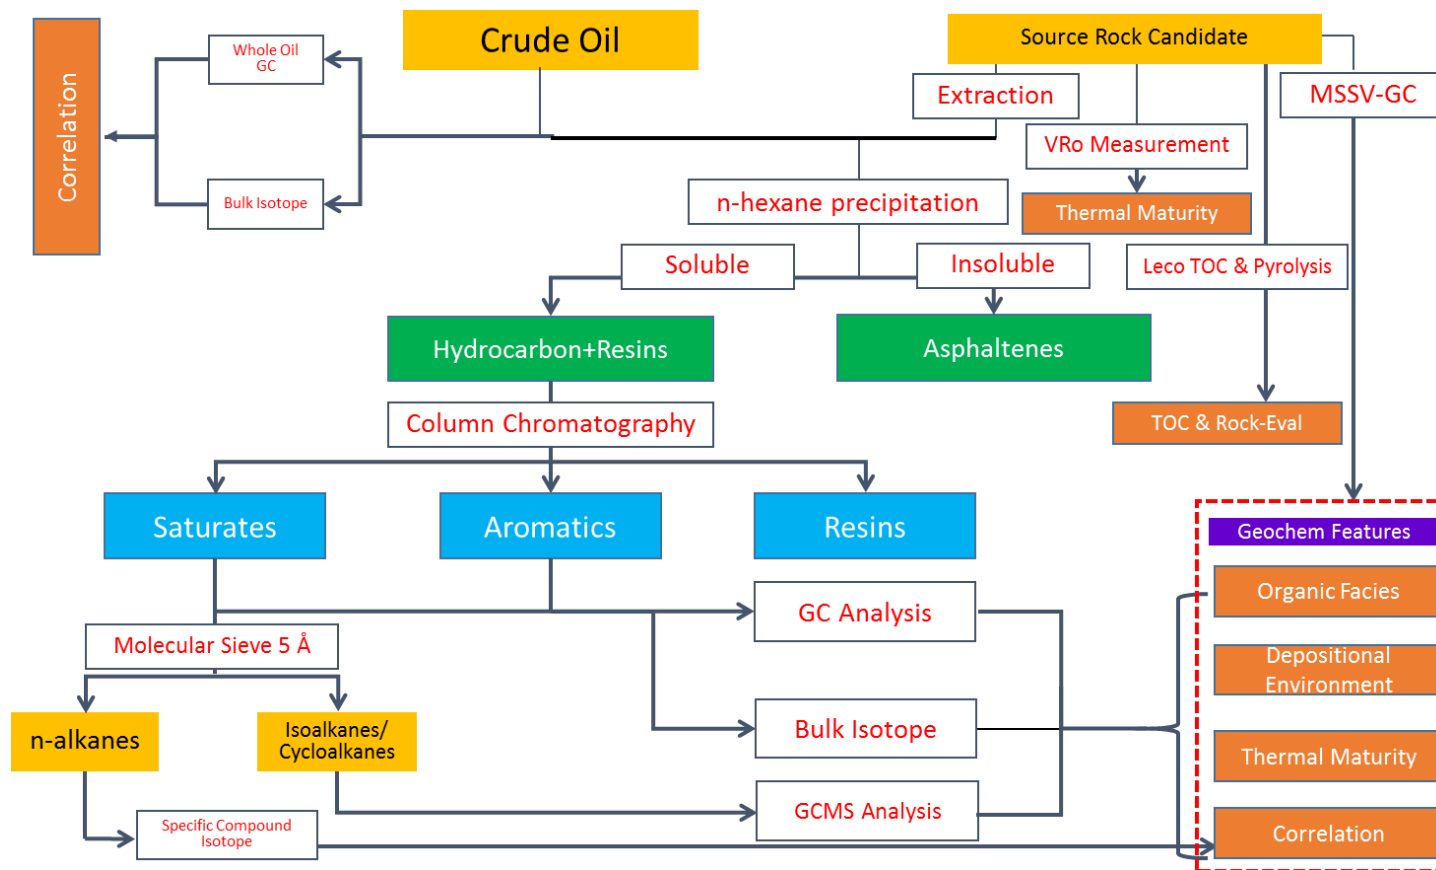 Crude Oil
Source Rock Candidate
Correlation
Whole Oil
GC
Extraction
MSSV-GC
VRo Measurement
Bulk Isotope
n-hexane precipitation
Thermal Maturity
Soluble
Insoluble
Leco TOC & Pyrolysis
Hydrocarbon+Resins
Asphaltenes
Column Chromatography
TOC & Rock-Eval
Saturates
Aromatics
Resins
Geochem Features
Organic Facies
GC Analysis
Molecular Sieve 5 Å
Depositional
Environment
n-alkanes
Isoalkanes/
Cycloalkanes
Bulk Isotope
Thermal Maturity
GCMS Analysis
Specific Compound
Isotope
Correlation